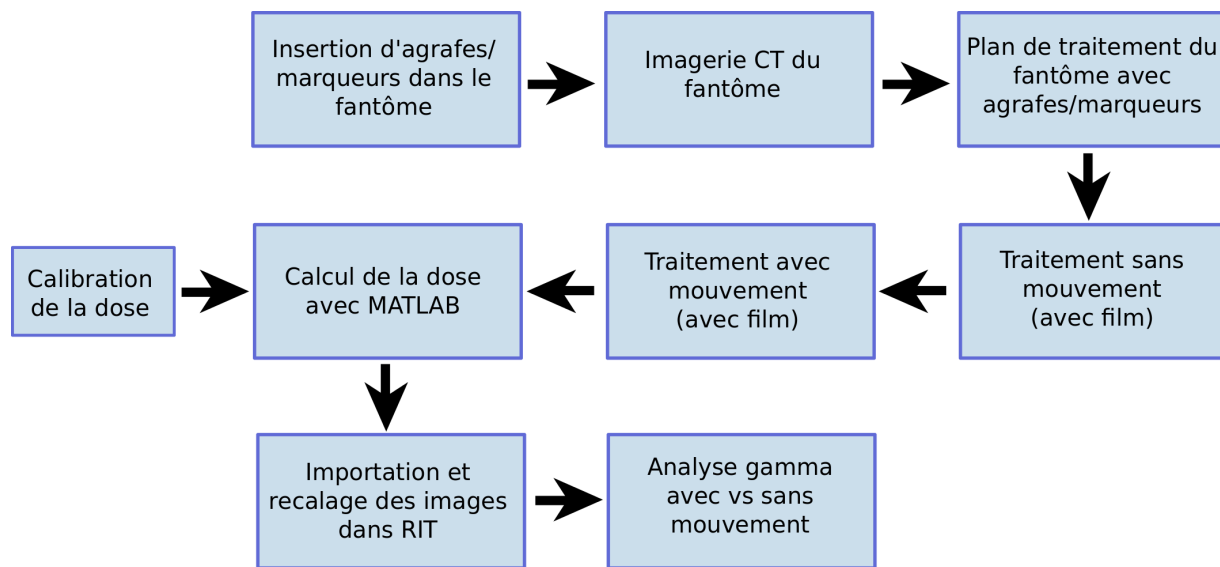 Insertion d'agrafes/
marqueurs dans le
fantôme
Imagerie CT du
fantôme
Plan de traitement du
fantôme avec
agrafes/marqueurs
Traitement sans
mouvement
(avec film)
Traitement avec
mouvement
(avec film)
Calcul de la dose
avec MATLAB
Calibration
de la dose
Importation et
recalage des images
dans RIT
Analyse gamma
avec vs sans
mouvement